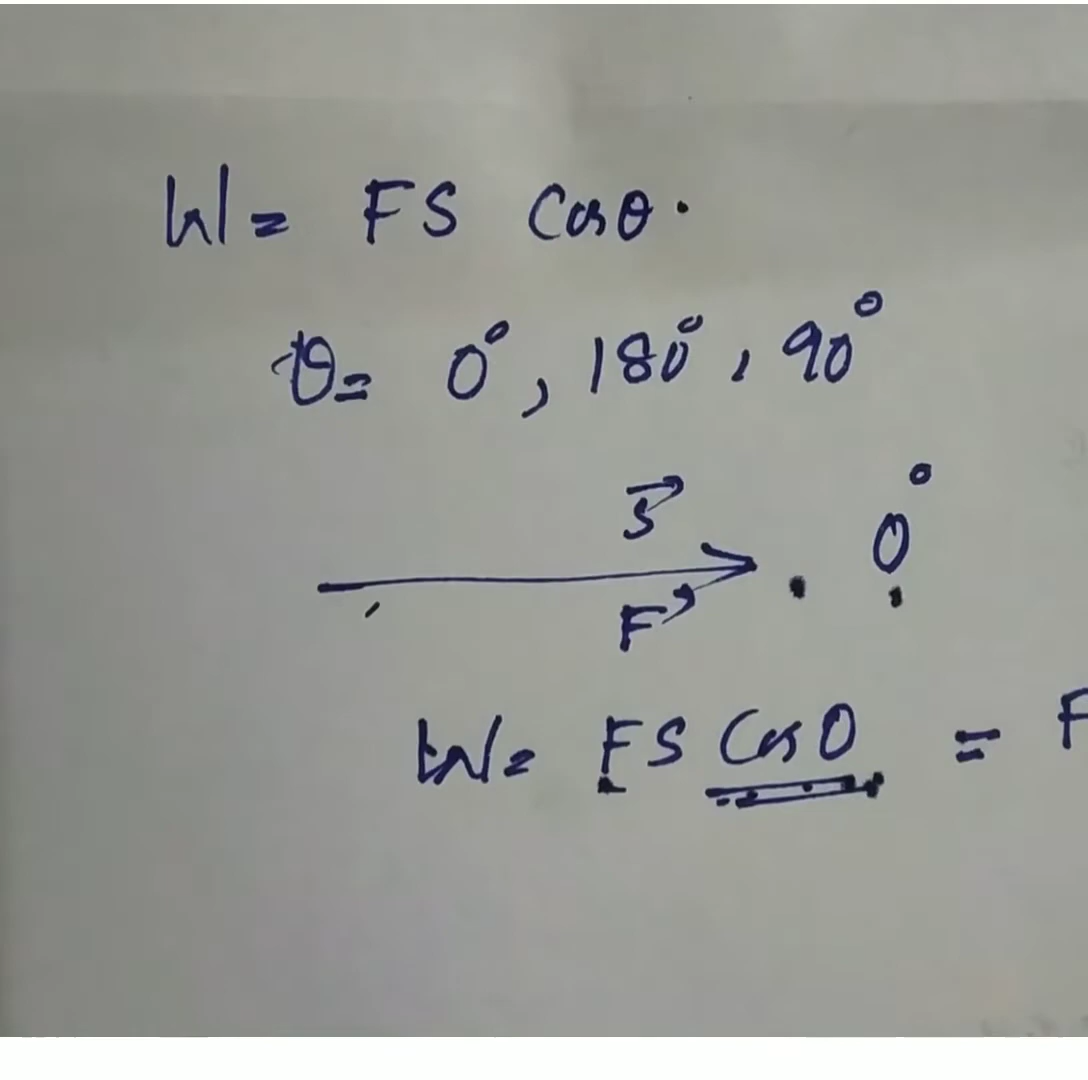 W = FS Cosθ.
θ = 0°, 180°, 90°
S⃗
0°
F⃗
W = FS Cos0 = F